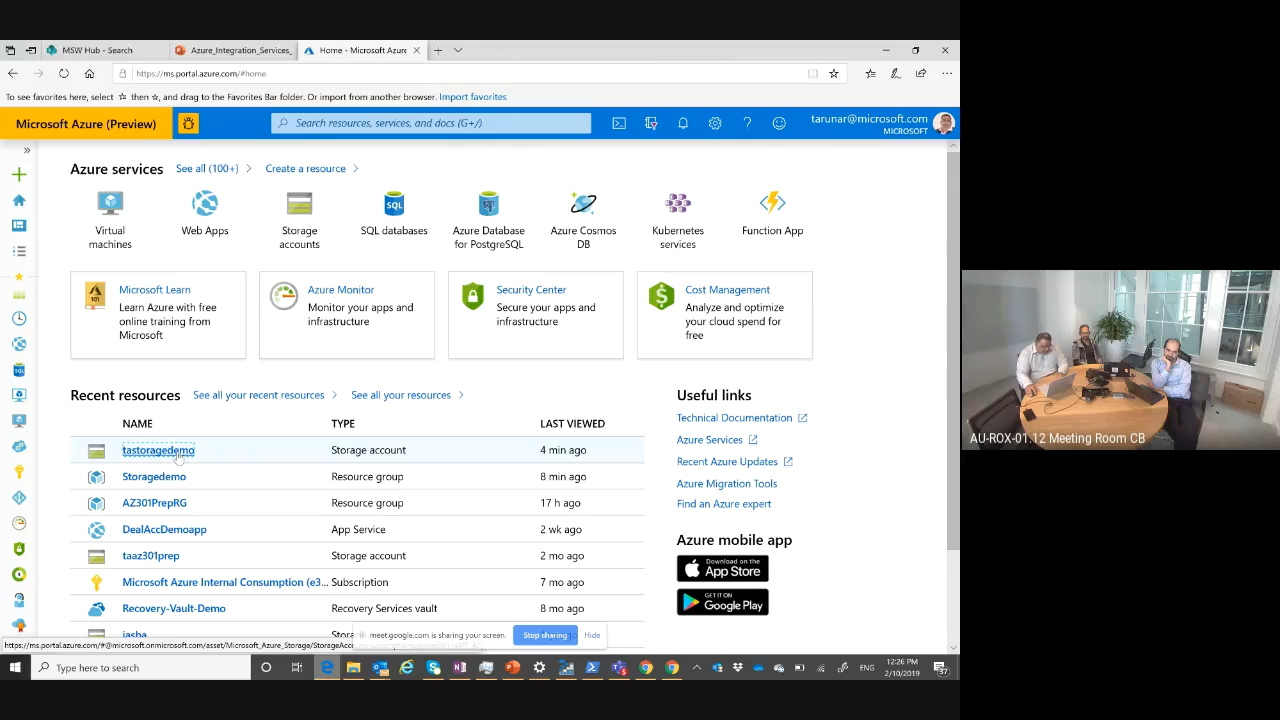 MSW Hub - Search
Azure_Integration_Services_
Home - Microsoft Azure
https://ms.portal.azure.com/#home
To see favorites here, select ☆ then ☆, and drag to the Favorites Bar folder. Or import from another browser. Import favorites
Microsoft Azure (Preview)
Search resources, services, and docs (G+/)
tarunar@microsoft.com
MICROSOFT
Azure services
See all (100+)
Create a resource
Virtual machines
Web Apps
Storage accounts
SQL
SQL databases
Azure Database for PostgreSQL
Azure Cosmos DB
Kubernetes services
Function App
Microsoft Learn
Learn Azure with free
online training from
Microsoft
Azure Monitor
Monitor your apps and
infrastructure
Security Center
Secure your apps and
infrastructure
Cost Management
Analyze and optimize
your cloud spend for
free
Recent resources
See all your recent resources
See all your resources
NAME TYPE LAST VIEWED
tastoragedemo Storage account 4 min ago
Storagedemo Resource group 8 min ago
AZ301PrepRG Resource group 17 h ago
DealAccDemoapp App Service 2 wk ago
taaz301prep Storage account 2 mo ago
Microsoft Azure Internal Consumption (e3... Subscription 7 mo ago
Recovery-Vault-Demo Recovery Services vault 8 mo ago
Useful links
Technical Documentation
Azure Services
Recent Azure Updates
Azure Migration Tools
Find an Azure expert
Azure mobile app
Download on the
App Store
GET IT ON
Google Play
meet.google.com is sharing your screen.
Stop sharing
Hide
Type here to search
ENG
12:26 PM
2/10/2019
37
AU-ROX-01.12 Meeting Room CB